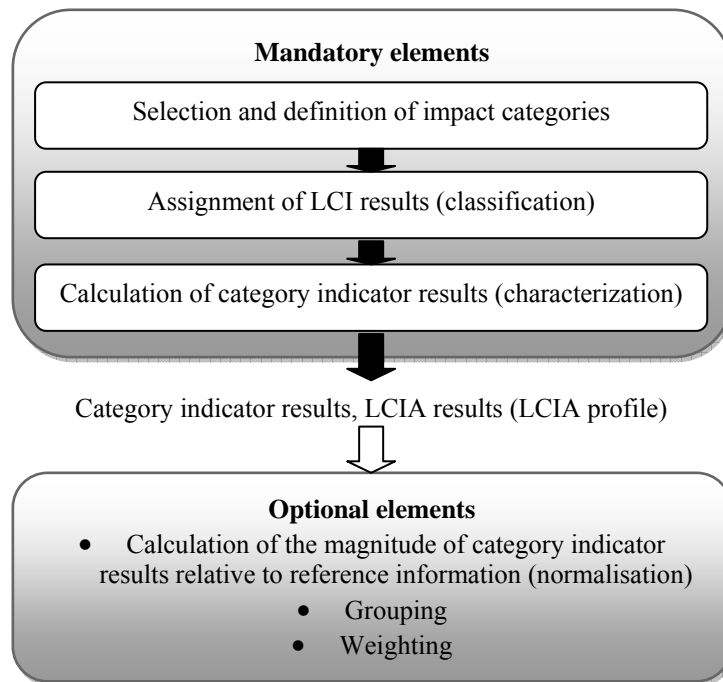 Mandatory elements
Selection and definition of impact categories
Assignment of LCI results (classification)
Calculation of category indicator results (characterization)
Category indicator results, LCIA results (LCIA profile)
Optional elements
• Calculation of the magnitude of category indicator
results relative to reference information (normalisation)
• Grouping
• Weighting